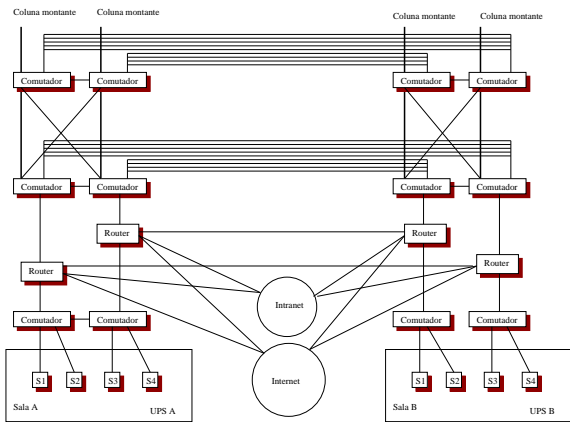 Coluna montante Coluna montante Coluna montante Coluna montante
Comutador Comutador Comutador Comutador
Comutador Comutador Comutador Comutador
Router Router
Router Router
Intranet
Comutador Comutador Comutador Comutador
Internet
S1 S2 S3 S4 S1 S2 S3 S4
Sala A UPS A Sala B UPS B